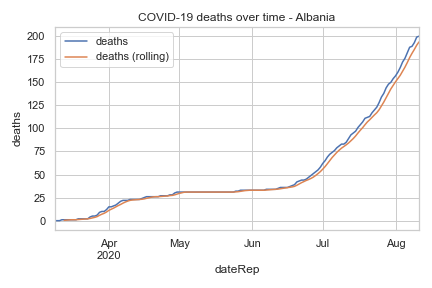 COVID-19 deaths over time - Albania
deaths
deaths (rolling)
200
175
150
125
100
75
50
25
0
deaths
Apr May Jun Jul Aug
2020
dateRep